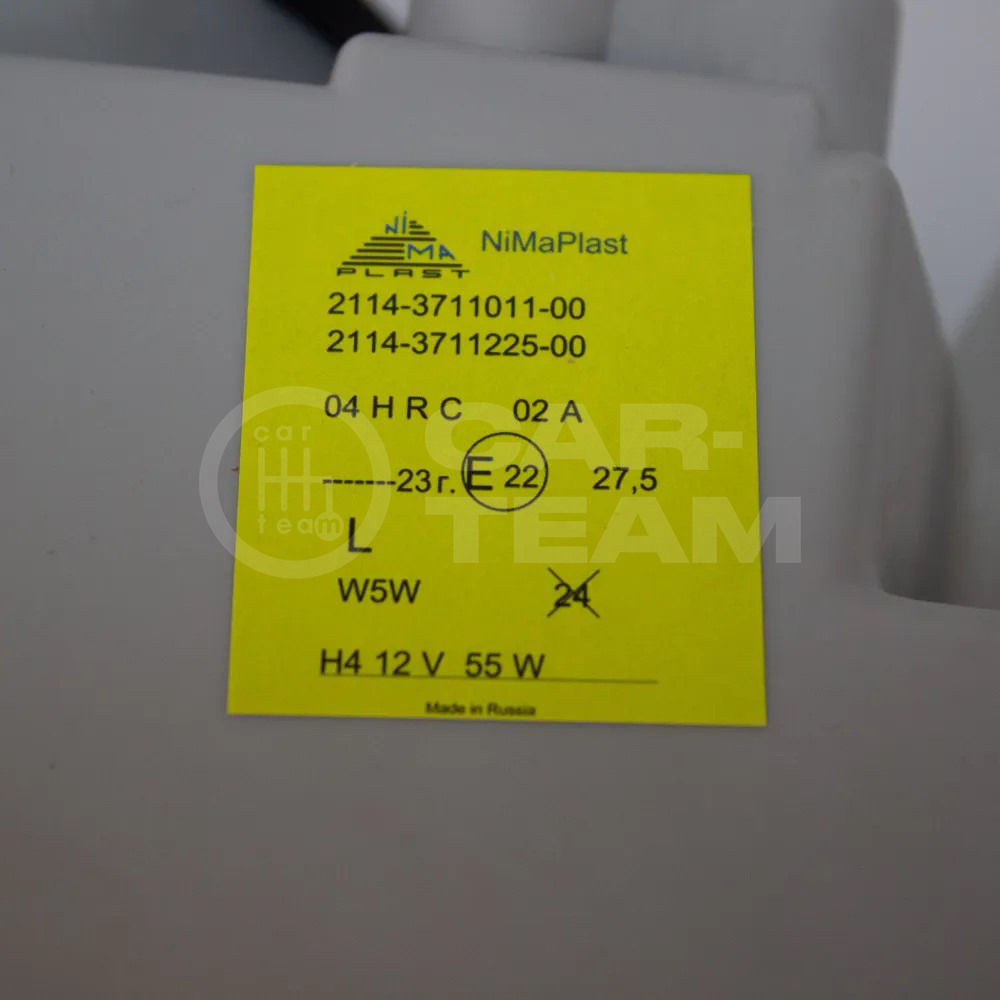 Ni
MA
PLAST
NiMaPlast
2114-3711011-00
2114-3711225-00
04 H R C 02 A
-------23 г. E 22 27,5
L
W5W 24
H4 12 V 55 W
Made in Russia
car
team
CAR-
TEAM